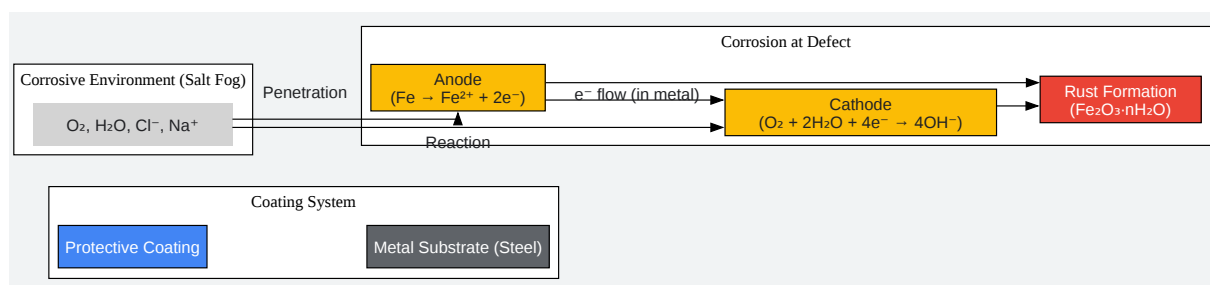 Corrosion at Defect
Corrosive Environment (Salt Fog)
O₂, H₂O, Cl⁻, Na⁺
Penetration
Reaction
Anode
(Fe → Fe²⁺ + 2e⁻)
e⁻ flow (in metal)
Cathode
(O₂ + 2H₂O + 4e⁻ → 4OH⁻)
Rust Formation
(Fe₂O₃·nH₂O)
Coating System
Protective Coating
Metal Substrate (Steel)